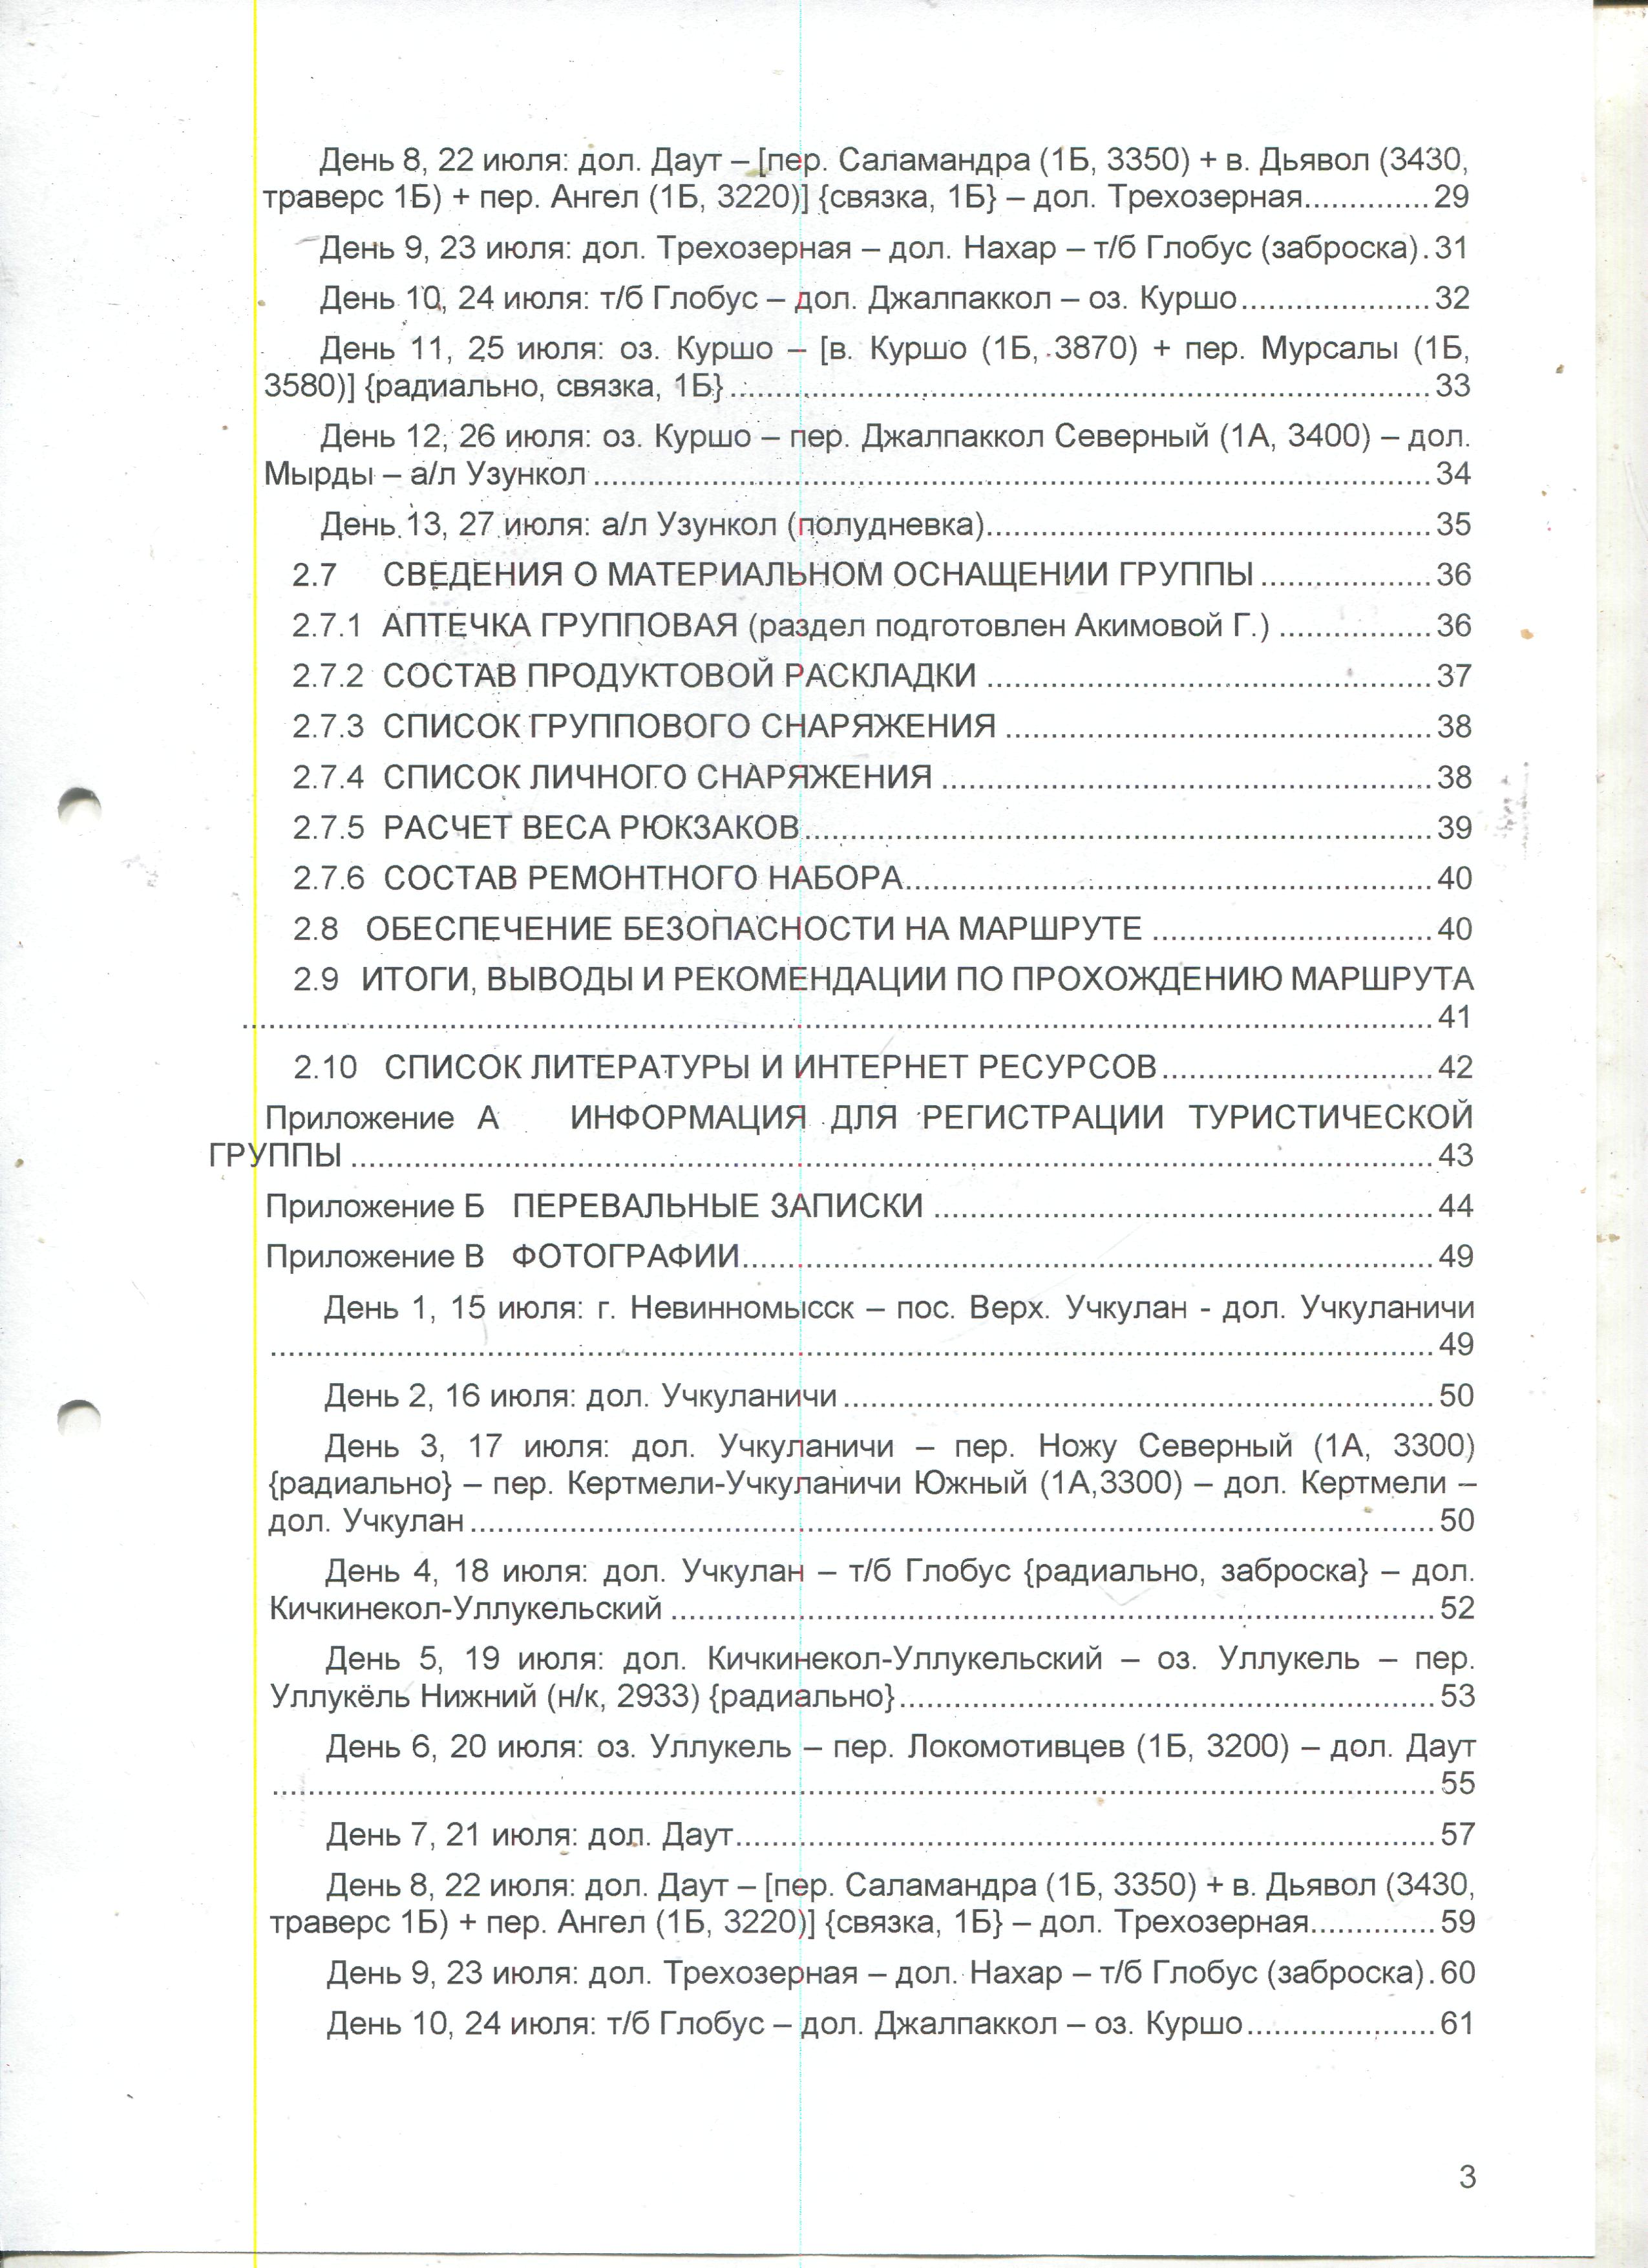 День 8, 22 июля: дол. Даут – [пер. Саламандра (1Б, 3350) + в. Дьявол (3430,
траверс 1Б) + пер. Ангел (1Б, 3220)] {связка, 1Б} – дол. Трехозерная..............29
День 9, 23 июля: дол. Трехозерная – дол. Нахар – т/б Глобус (заброска).31
День 10, 24 июля: т/б Глобус – дол. Джалпаккол – оз. Куршо.....................32
День 11, 25 июля: оз. Куршо – [в. Куршо (1Б, 3870) + пер. Мурсалы (1Б,
3580)] {радиально, связка, 1Б}................................................................................33
День 12, 26 июля: оз. Куршо – пер. Джалпаккол Северный (1А, 3400) – дол.
Мырды – а/л Узункол...............................................................................................34
День 13, 27 июля: а/л Узункол (полудневка)..................................................35
2.7 СВЕДЕНИЯ О МАТЕРИАЛЬНОМ ОСНАЩЕНИИ ГРУППЫ...................36
2.7.1 АПТЕЧКА ГРУППОВАЯ (раздел подготовлен Акимовой Г.).................36
2.7.2 СОСТАВ ПРОДУКТОВОЙ РАСКЛАДКИ..................................................37
2.7.3 СПИСОК ГРУППОВОГО СНАРЯЖЕНИЯ................................................38
2.7.4 СПИСОК ЛИЧНОГО СНАРЯЖЕНИЯ.......................................................38
2.7.5 РАСЧЕТ ВЕСА РЮКЗАКОВ......................................................................39
2.7.6 СОСТАВ РЕМОНТНОГО НАБОРА...........................................................40
2.8 ОБЕСПЕЧЕНИЕ БЕЗОПАСНОСТИ НА МАРШРУТЕ...............................40
2.9 ИТОГИ, ВЫВОДЫ И РЕКОМЕНДАЦИИ ПО ПРОХОЖДЕНИЮ МАРШРУТА
.......................................................................................................................................41
2.10 СПИСОК ЛИТЕРАТУРЫ И ИНТЕРНЕТ РЕСУРСОВ..............................42
Приложение А ИНФОРМАЦИЯ ДЛЯ РЕГИСТРАЦИИ ТУРИСТИЧЕСКОЙ
ГРУППЫ..........................................................................................................................43
Приложение Б ПЕРЕВАЛЬНЫЕ ЗАПИСКИ........................................................44
Приложение В ФОТОГРАФИИ..............................................................................49
День 1, 15 июля: г. Невинномысск – пос. Верх. Учкулан - дол. Учкуланичи
....................................................................................................................................49
День 2, 16 июля: дол. Учкуланичи...................................................................50
День 3, 17 июля: дол. Учкуланичи – пер. Ножу Северный (1А, 3300)
{радиально} – пер. Кертмели-Учкуланичи Южный (1А,3300) – дол. Кертмели –
дол. Учкулан.............................................................................................................50
День 4, 18 июля: дол. Учкулан – т/б Глобус {радиально, заброска} – дол.
Кичкинекол-Уллукельский......................................................................................52
День 5, 19 июля: дол. Кичкинекол-Уллукельский – оз. Уллукель – пер.
Уллукёль Нижний (н/к, 2933) {радиально}............................................................53
День 6, 20 июля: оз. Уллукель – пер. Локомотивцев (1Б, 3200) – дол. Даут
....................................................................................................................................55
День 7, 21 июля: дол. Даут...............................................................................57
День 8, 22 июля: дол. Даут – [пер. Саламандра (1Б, 3350) + в. Дьявол (3430,
траверс 1Б) + пер. Ангел (1Б, 3220)] {связка, 1Б} – дол. Трехозерная..............59
День 9, 23 июля: дол. Трехозерная – дол. Нахар – т/б Глобус (заброска).60
День 10, 24 июля: т/б Глобус – дол. Джалпаккол – оз. Куршо.....................61
3